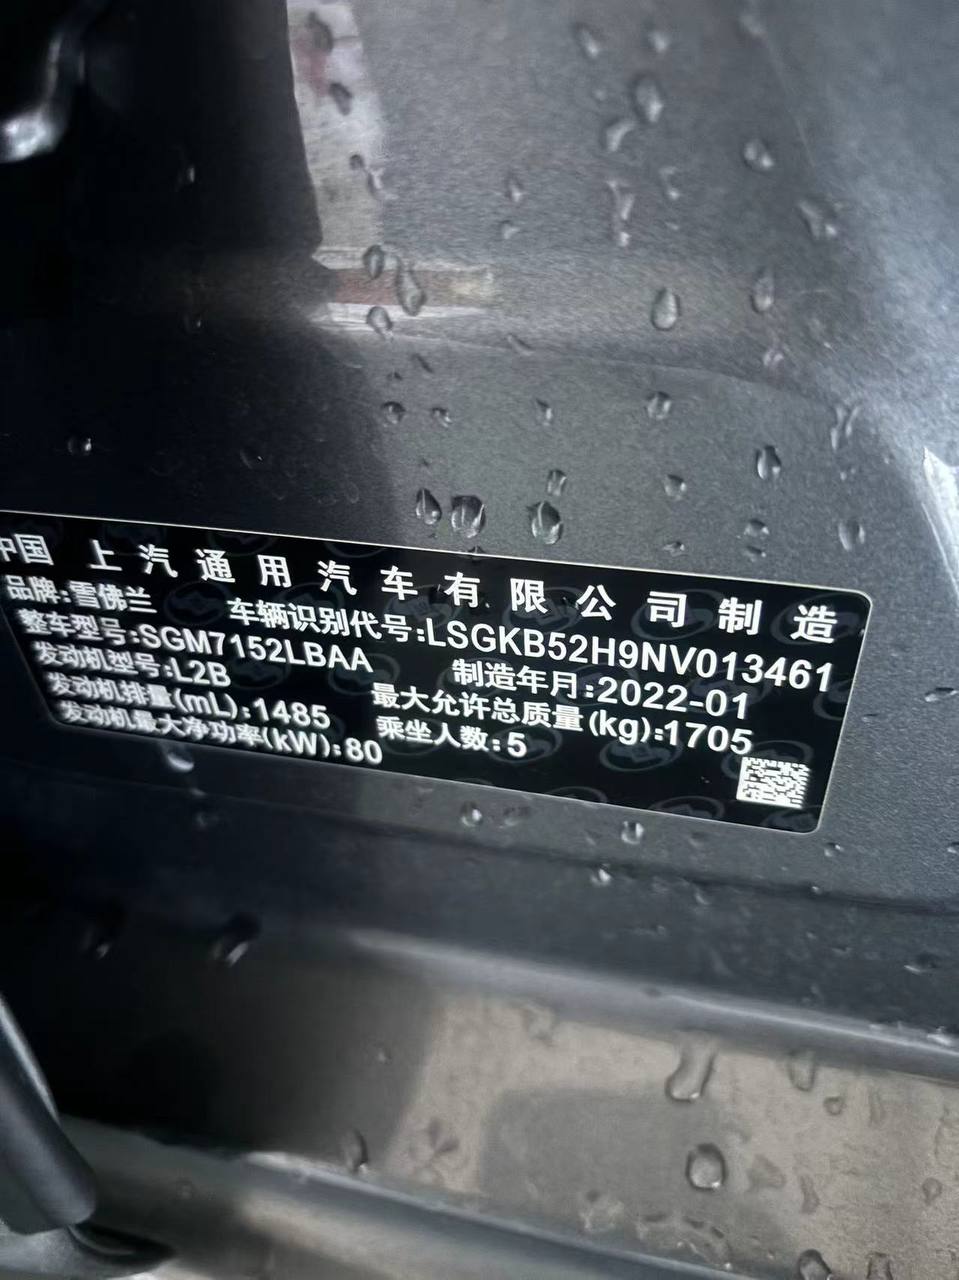 中国 上汽通用汽车有限公司制造
品牌:雪佛兰 车辆识别代号:LSGKB52H9NV013461
整车型号:SGM7152LBAA 制造年月:2022-01
发动机型号:L2B 最大允许总质量(kg):1705
发动机排量(mL):1485 乘坐人数:5
发动机最大净功率(kW):80